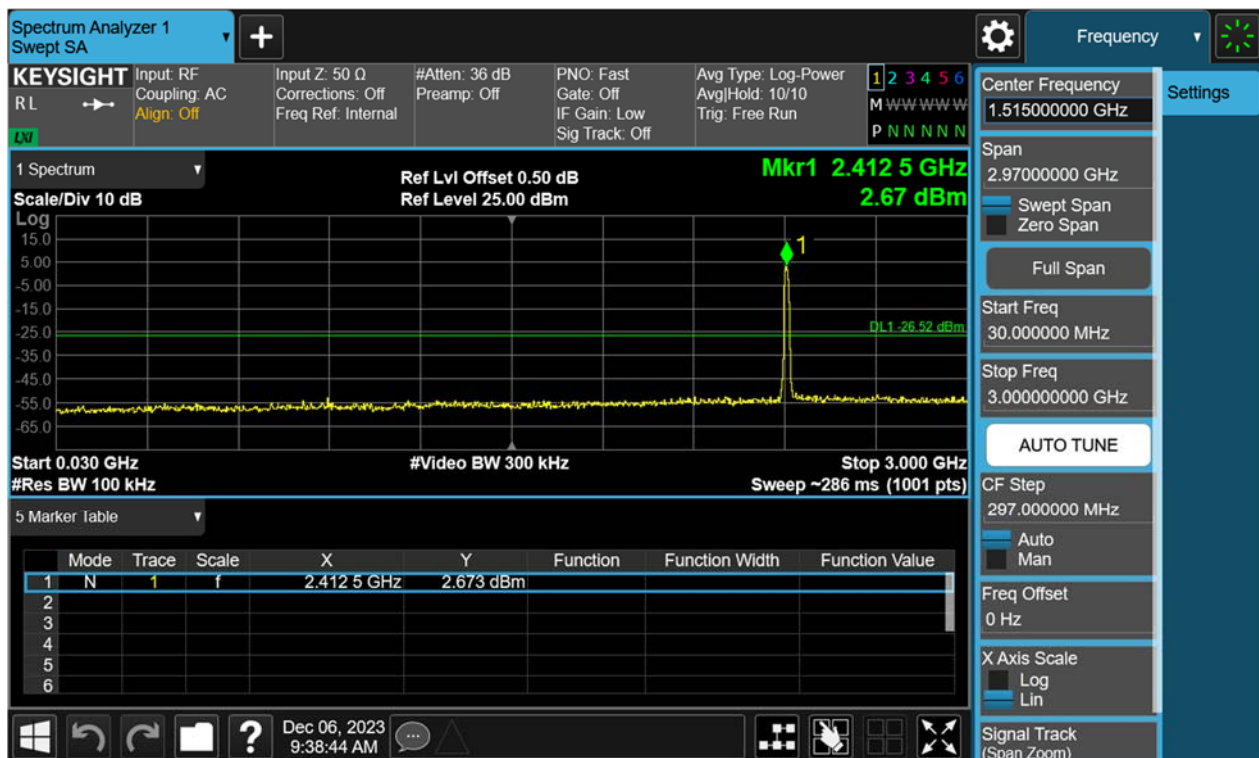 Spectrum Analyzer 1
Swept SA
Frequency
KEYSIGHT
RL
LXI
Input: RF
Coupling: AC
Align: Off
Input Z: 50 Ω
Corrections: Off
Freq Ref: Internal
#Atten: 36 dB
Preamp: Off
PNO: Fast
Gate: Off
IF Gain: Low
Sig Track: Off
Avg Type: Log-Power
Avg|Hold: 10/10
Trig: Free Run
1 2 3 4 5 6
M W W W W W
P N N N N N
1 Spectrum
Scale/Div 10 dB
Ref Lvl Offset 0.50 dB
Ref Level 25.00 dBm
Mkr1 2.412 5 GHz
2.67 dBm
Log
15.0
5.00
-5.00
-15.0
-25.0
-35.0
-45.0
-55.0
-65.0
1
DL1 -26.52 dBm
Start 0.030 GHz
#Video BW 300 kHz
Stop 3.000 GHz
#Res BW 100 kHz
Sweep ~286 ms (1001 pts)
5 Marker Table
Mode Trace Scale X Y Function Function Width Function Value
1 N 1 f 2.412 5 GHz 2.673 dBm
2
3
4
5
6
?
Dec 06, 2023
9:38:44 AM
Center Frequency
1.515000000 GHz
Settings
Span
2.97000000 GHz
Swept Span
Zero Span
Full Span
Start Freq
30.000000 MHz
Stop Freq
3.000000000 GHz
AUTO TUNE
CF Step
297.000000 MHz
Auto
Man
Freq Offset
0 Hz
X Axis Scale
Log
Lin
Signal Track
(Span Zoom)